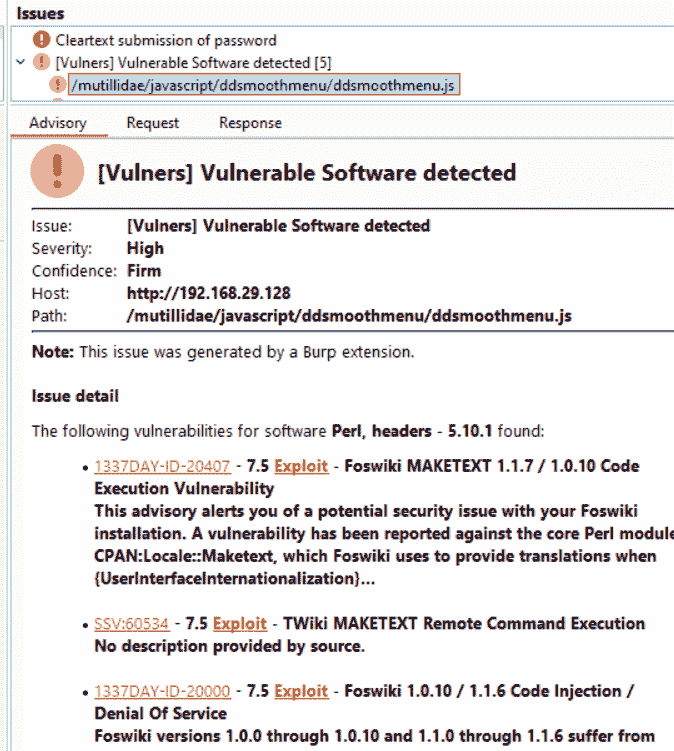 Issues
Cleartext submission of password
[Vulners] Vulnerable Software detected [5]
/mutillidae/javascript/ddsmoothmenu/ddsmoothmenu.js
Advisory Request Response
[Vulners] Vulnerable Software detected
Issue: [Vulners] Vulnerable Software detected
Severity: High
Confidence: Firm
Host: http://192.168.29.128
Path: /mutillidae/javascript/ddsmoothmenu/ddsmoothmenu.js
Note: This issue was generated by a Burp extension.
Issue detail
The following vulnerabilities for software Perl, headers - 5.10.1 found:
• 1337DAY-ID-20407 - 7.5 Exploit - Foswiki MAKETEXT 1.1.7 / 1.0.10 Code
Execution Vulnerability
This advisory alerts you of a potential security issue with your Foswiki
installation. A vulnerability has been reported against the core Perl module
CPAN:Locale::Maketext, which Foswiki uses to provide translations when
{UserInterfaceInternationalization}...
• SSV:60534 - 7.5 Exploit - TWiki MAKETEXT Remote Command Execution
No description provided by source.
• 1337DAY-ID-20000 - 7.5 Exploit - Foswiki 1.0.10 / 1.1.6 Code Injection /
Denial Of Service
Foswiki versions 1.0.0 through 1.0.10 and 1.1.0 through 1.1.6 suffer from